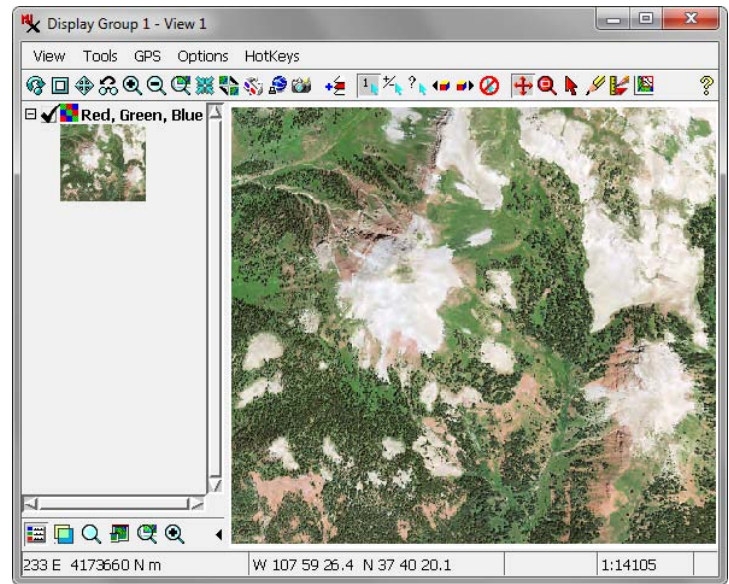 Display Group 1 - View 1
View Tools GPS Options HotKeys
1 ?
Red, Green, Blue
233 E 4173660 N m W 107 59 26.4 N 37 40 20.1 1:14105